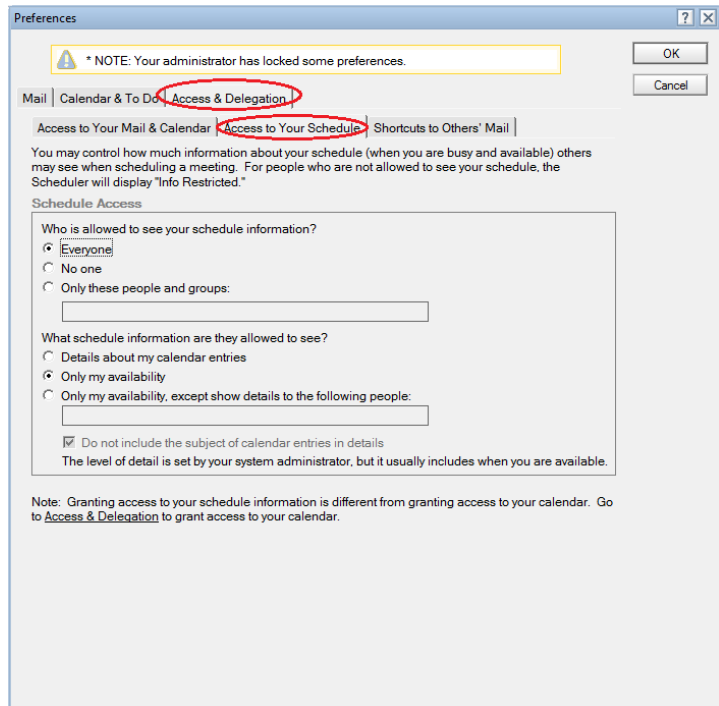 Preferences
* NOTE: Your administrator has locked some preferences.
OK
Cancel
Mail
Calendar & To Do
Access & Delegation
Access to Your Mail & Calendar
Access to Your Schedule
Shortcuts to Others' Mail
You may control how much information about your schedule (when you are busy and available) others
may see when scheduling a meeting. For people who are not allowed to see your schedule, the
Scheduler will display "Info Restricted."
Schedule Access
Who is allowed to see your schedule information?
Everyone
No one
Only these people and groups:
What schedule information are they allowed to see?
Details about my calendar entries
Only my availability
Only my availability, except show details to the following people:
Do not include the subject of calendar entries in details
The level of detail is set by your system administrator, but it usually includes when you are available.
Note: Granting access to your schedule information is different from granting access to your calendar. Go
to Access & Delegation to grant access to your calendar.